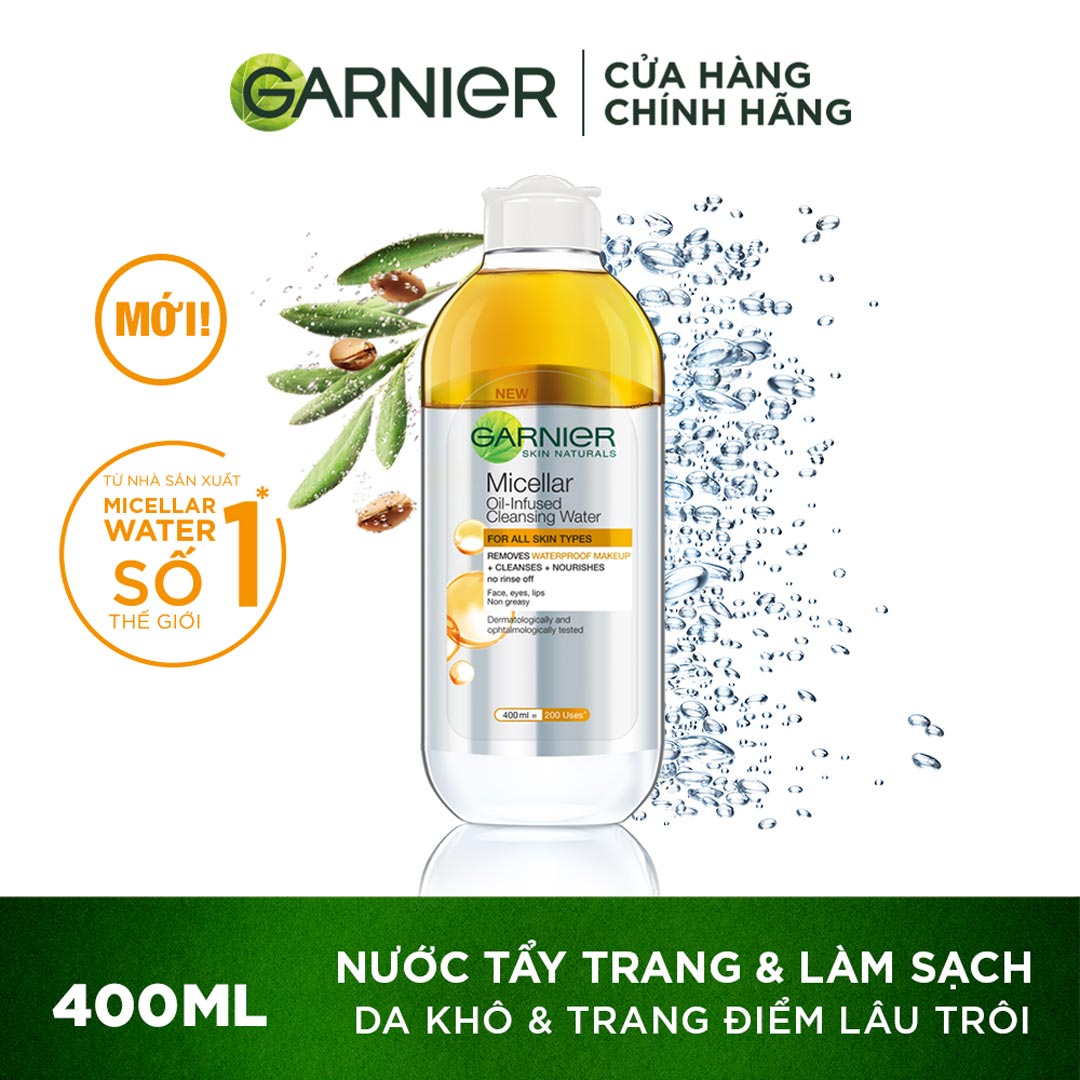 GARNIER
CỬA HÀNG
CHÍNH HÃNG
MỚI!
TỪ NHÀ SẢN XUẤT
MICELLAR
WATER
SỐ 1*
THẾ GIỚI
NEW
GARNIER
SKIN NATURALS
Micellar
Oil-Infused
Cleansing Water
FOR ALL SKIN TYPES
REMOVES WATERPROOF MAKEUP
+ CLEANSES + NOURISHES
no rinse off
Face, eyes, lips
Non greasy
Dermatologically and
ophtalmologically tested
400ml = 200 Uses*
400ML
NƯỚC TẨY TRANG & LÀM SẠCH
DA KHÔ & TRANG ĐIỂM LÂU TRÔI